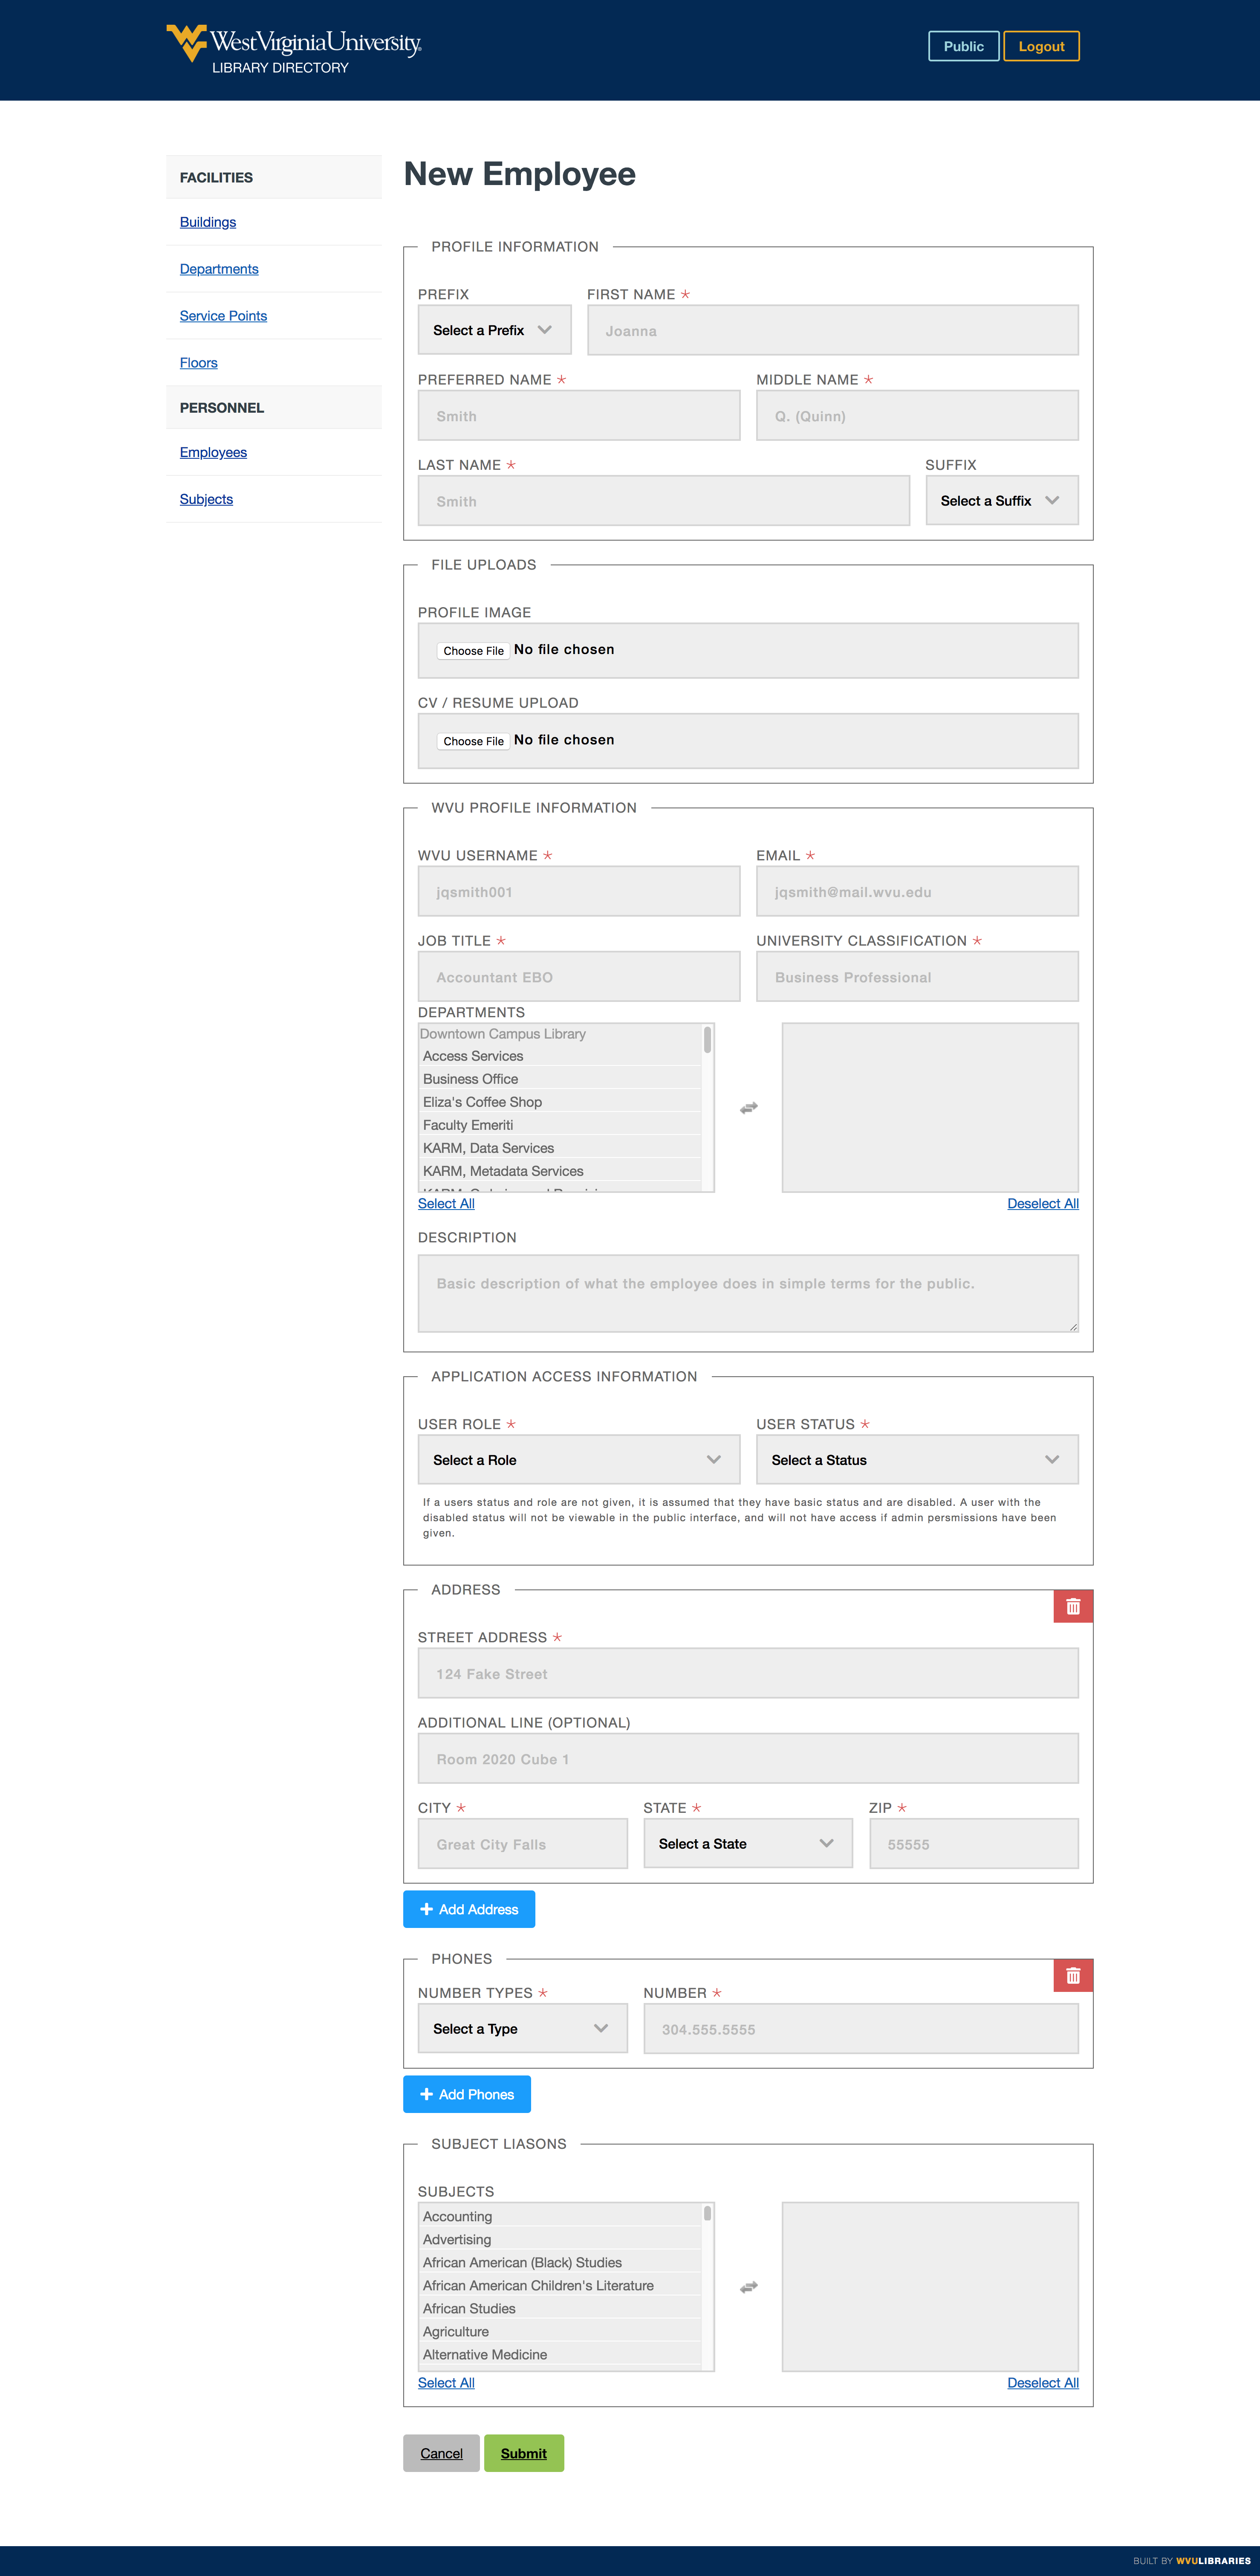 WestVirginiaUniversity®
LIBRARY DIRECTORY
Public
Logout
FACILITIES
Buildings
Departments
Service Points
Floors
PERSONNEL
Employees
Subjects
New Employee
PROFILE INFORMATION
PREFIX
FIRST NAME *
Select a Prefix
Joanna
PREFERRED NAME *
MIDDLE NAME *
Smith
Q. (Quinn)
LAST NAME *
SUFFIX
Smith
Select a Suffix
FILE UPLOADS
PROFILE IMAGE
Choose File No file chosen
CV / RESUME UPLOAD
Choose File No file chosen
WVU PROFILE INFORMATION
WVU USERNAME *
EMAIL *
jqsmith001
jqsmith@mail.wvu.edu
JOB TITLE *
UNIVERSITY CLASSIFICATION *
Accountant EBO
Business Professional
DEPARTMENTS
Downtown Campus Library
Access Services
Business Office
Eliza's Coffee Shop
Faculty Emeriti
KARM, Data Services
KARM, Metadata Services
Select All
Deselect All
DESCRIPTION
Basic description of what the employee does in simple terms for the public.
APPLICATION ACCESS INFORMATION
USER ROLE *
USER STATUS *
Select a Role
Select a Status
If a users status and role are not given, it is assumed that they have basic status and are disabled. A user with the
disabled status will not be viewable in the public interface, and will not have access if admin persmissions have been
given.
ADDRESS
STREET ADDRESS *
124 Fake Street
ADDITIONAL LINE (OPTIONAL)
Room 2020 Cube 1
CITY *
STATE *
ZIP *
Great City Falls
Select a State
55555
+ Add Address
PHONES
NUMBER TYPES *
NUMBER *
Select a Type
304.555.5555
+ Add Phones
SUBJECT LIASONS
SUBJECTS
Accounting
Advertising
African American (Black) Studies
African American Children's Literature
African Studies
Agriculture
Alternative Medicine
Select All
Deselect All
Cancel
Submit
BUILT BY WVULIBRARIES